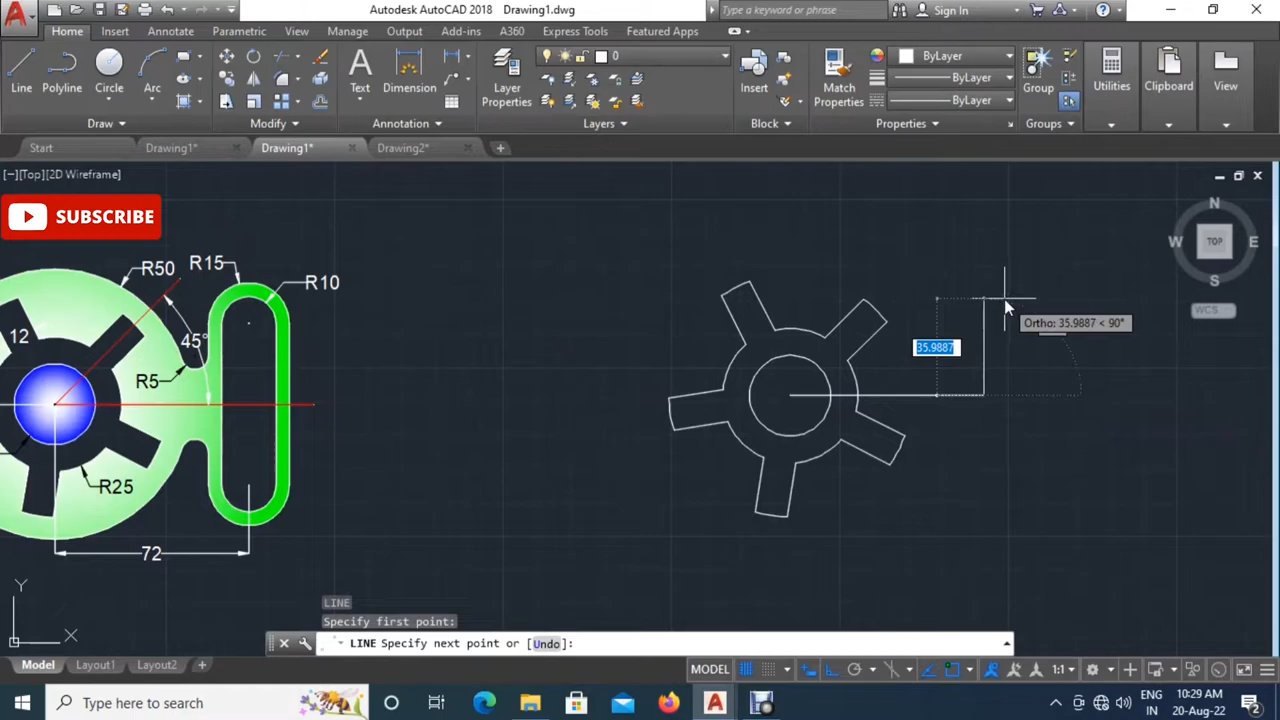 Autodesk AutoCAD 2018 Drawing1.dwg
Type a keyword or phrase
Sign In
Home Insert Annotate Parametric View Manage Output Add-ins A360 Express Tools Featured Apps
Line Polyline Circle Arc
Text Dimension
Layer Properties
0
Insert
Match Properties
ByLayer
ByLayer
ByLayer
Group
Utilities
Clipboard
View
Draw Modify Annotation Layers Block Properties Groups
Start Drawing1* Drawing1* Drawing2*
[−][Top][2D Wireframe]
SUBSCRIBE
N
W TOP E
S
WCS
R50 R15 R10
12
45°
R5
R25
72
Ortho: 35.9887 < 90°
35.9887
Y
X
LINE
Specify first point:
LINE Specify next point or [Undo]:
Model Layout1 Layout2 +
MODEL 1:1
Type here to search
ENG
IN
10:29 AM
20-Aug-22
2